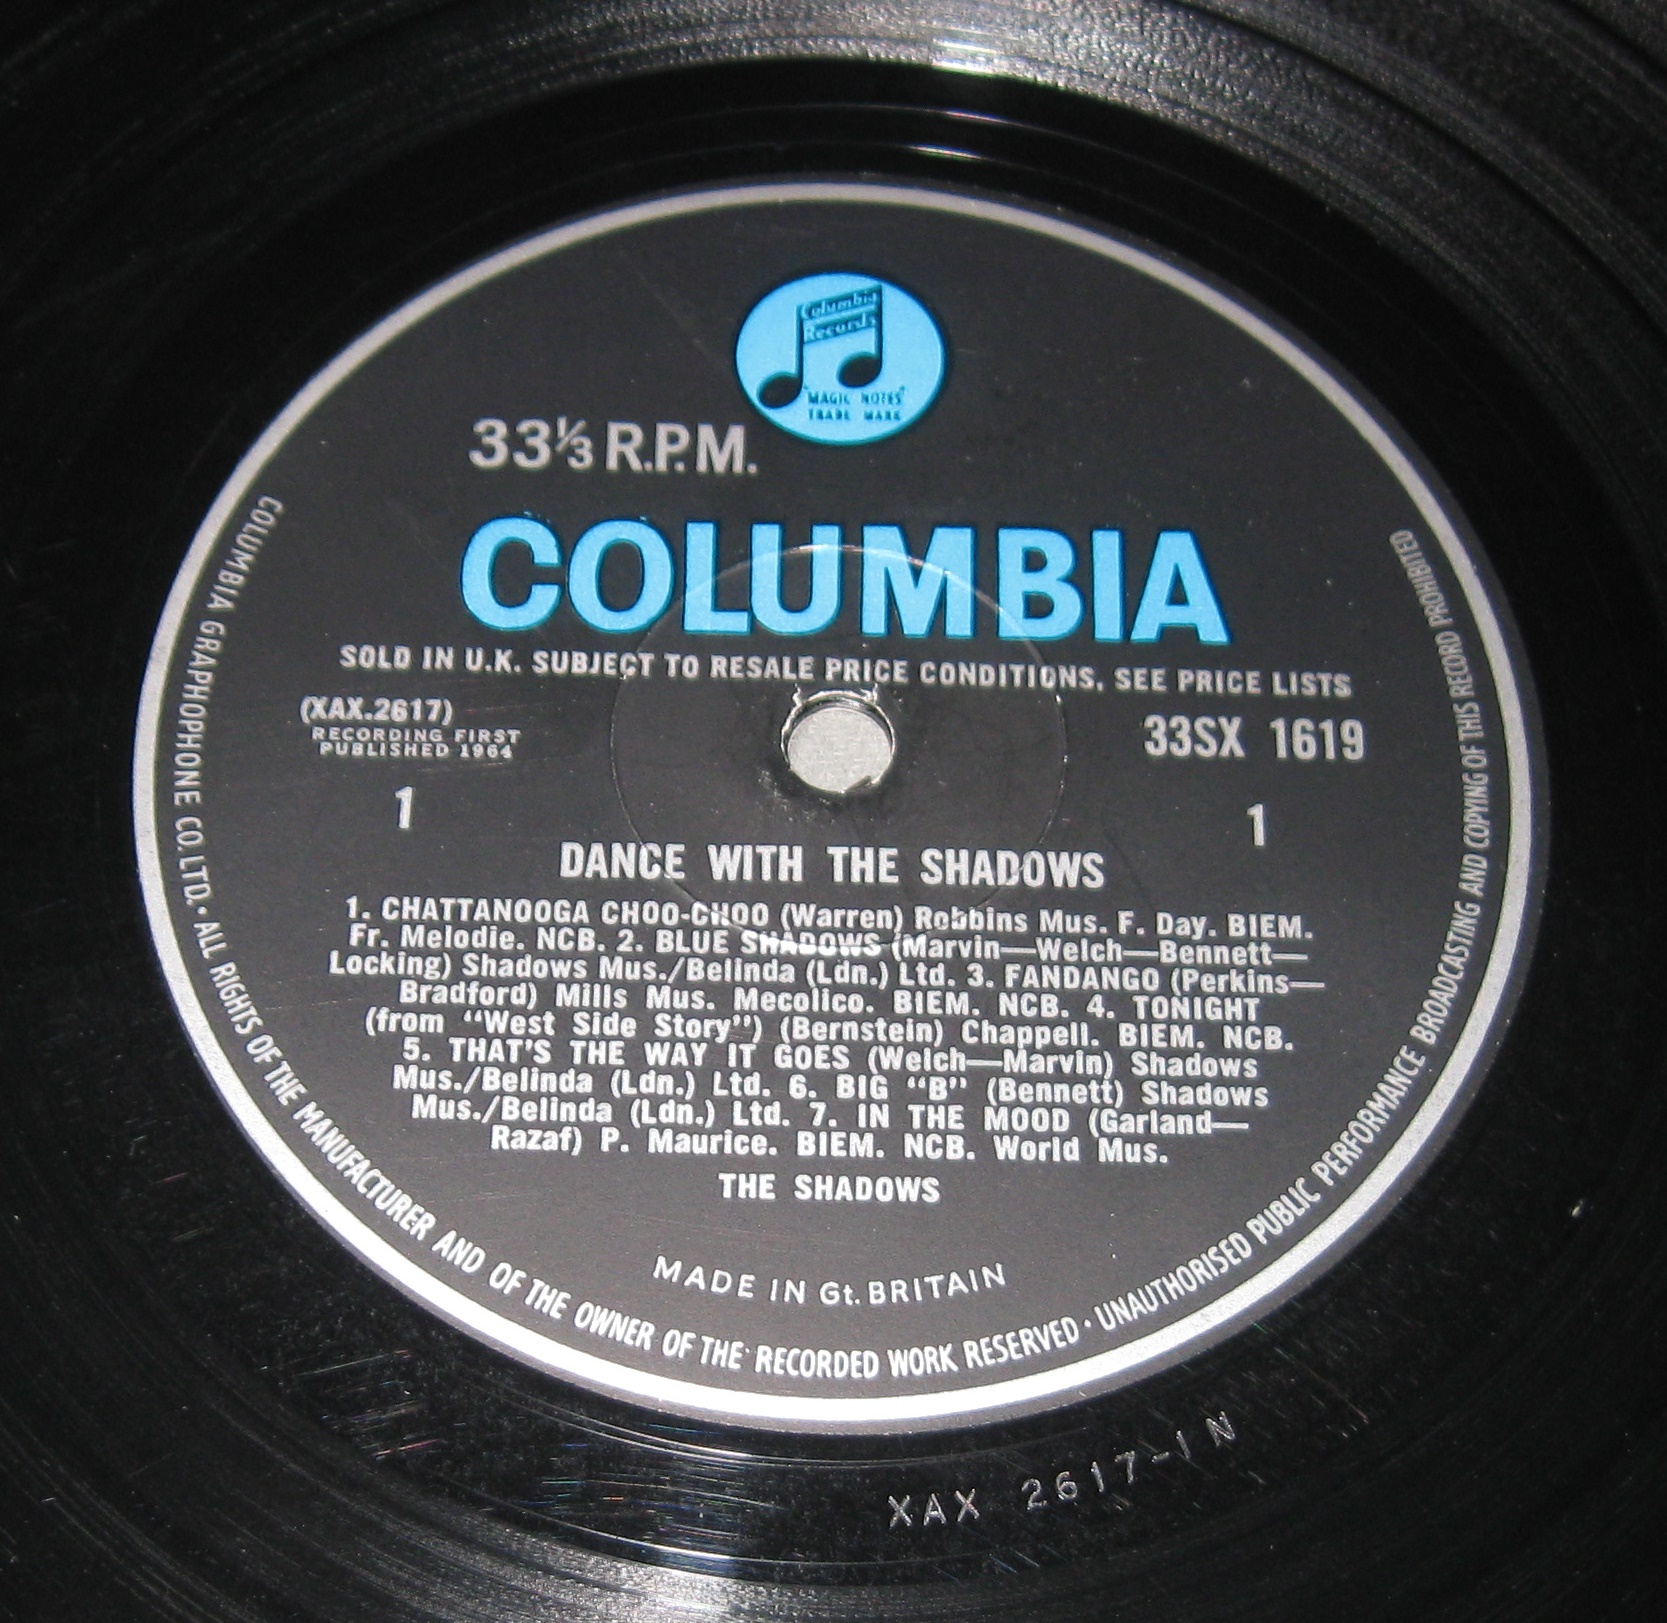 Columbia
Records
"MAGIC NOTES"
TRADE MARK
33⅓ R.P.M.
COLUMBIA
SOLD IN U.K. SUBJECT TO RESALE PRICE CONDITIONS. SEE PRICE LISTS
(XAX.2617)
RECORDING FIRST
PUBLISHED 1964
33SX 1619
1
1
DANCE WITH THE SHADOWS
1. CHATTANOOGA CHOO-CHOO (Warren) Robbins Mus. F. Day. BIEM.
Fr. Melodie. NCB. 2. BLUE SHADOWS (Marvin—Welch—Bennett—
Locking) Shadows Mus./Belinda (Ldn.) Ltd. 3. FANDANGO (Perkins—
Bradford) Mills Mus. Mecolico. BIEM. NCB. 4. TONIGHT
(from "West Side Story") (Bernstein) Chappell. BIEM. NCB.
5. THAT'S THE WAY IT GOES (Welch—Marvin) Shadows
Mus./Belinda (Ldn.) Ltd. 6. BIG "B" (Bennett) Shadows
Mus./Belinda (Ldn.) Ltd. 7. IN THE MOOD (Garland—
Razaf) P. Maurice. BIEM. NCB. World Mus.
THE SHADOWS
MADE IN Gt. BRITAIN
COLUMBIA GRAPHOPHONE CO. LTD. · ALL RIGHTS OF THE MANUFACTURER AND OF THE OWNER OF THE RECORDED WORK RESERVED · UNAUTHORISED PUBLIC PERFORMANCE BROADCASTING AND COPYING OF THIS RECORD PROHIBITED
XAX 2617-1 N